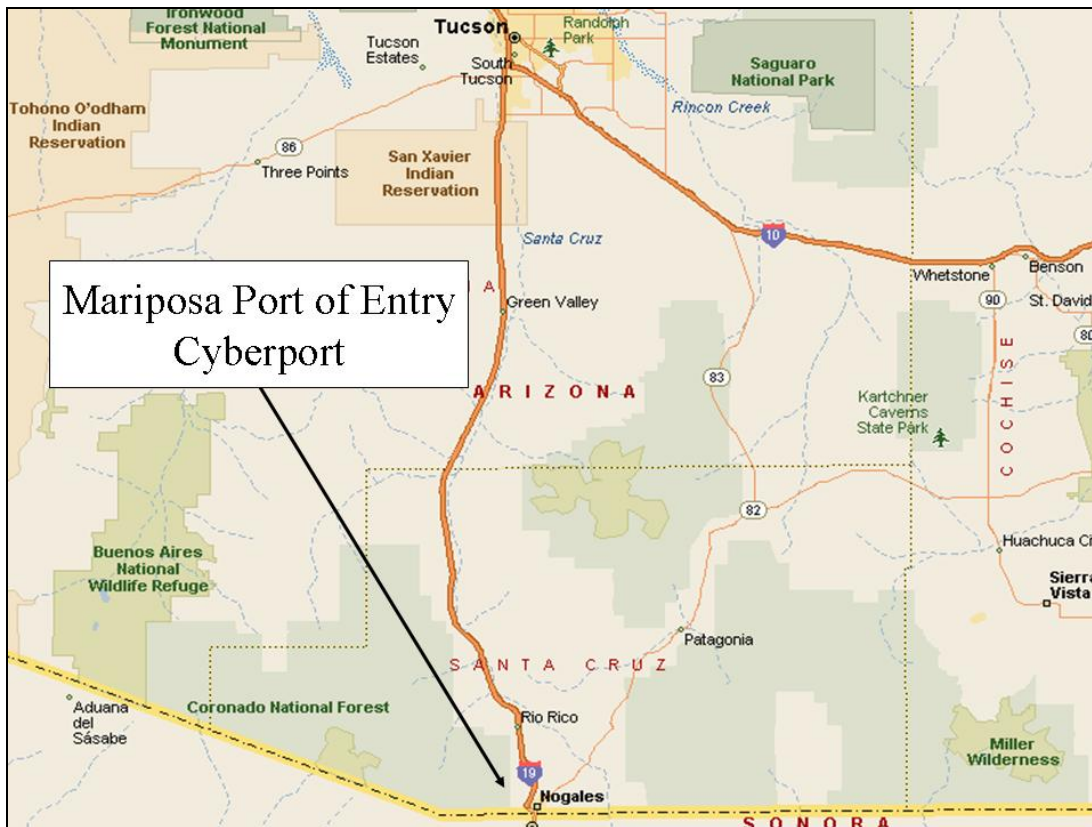 Ironwood
Forest National
Monument
Tucson
Randolph
Park
Tucson
Estates
South
Tucson
Saguaro
National Park
Rincon Creek
Tohono O'odham
Indian
Reservation
86
Three Points
San Xavier
Indian
Reservation
Santa Cruz
10
Whetstone
Benson
90
St. David
80
Mariposa Port of Entry
Cyberport
A
Green Valley
ARIZONA
83
Kartchner
Caverns
State Park
COCHISE
82
Huachuca Ci
Sierra
Vista
Buenos Aires
National
Wildlife Refuge
Patagonia
SANTA CRUZ
Aduana
del
Sásabe
Coronado National Forest
Rio Rico
Miller
Wilderness
19
Nogales
SONORA